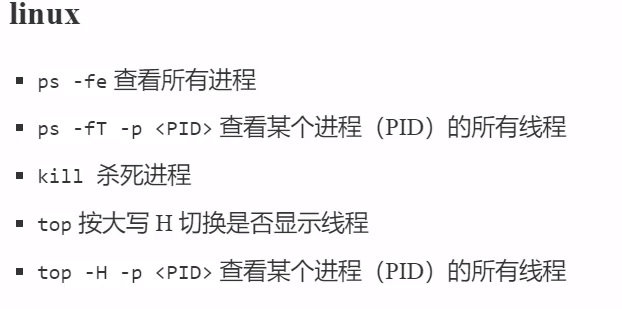 linux
▪ ps -fe 查看所有进程
▪ ps -fT -p <PID> 查看某个进程（PID）的所有线程
▪ kill 杀死进程
▪ top 按大写 H 切换是否显示线程
▪ top -H -p <PID> 查看某个进程（PID）的所有线程